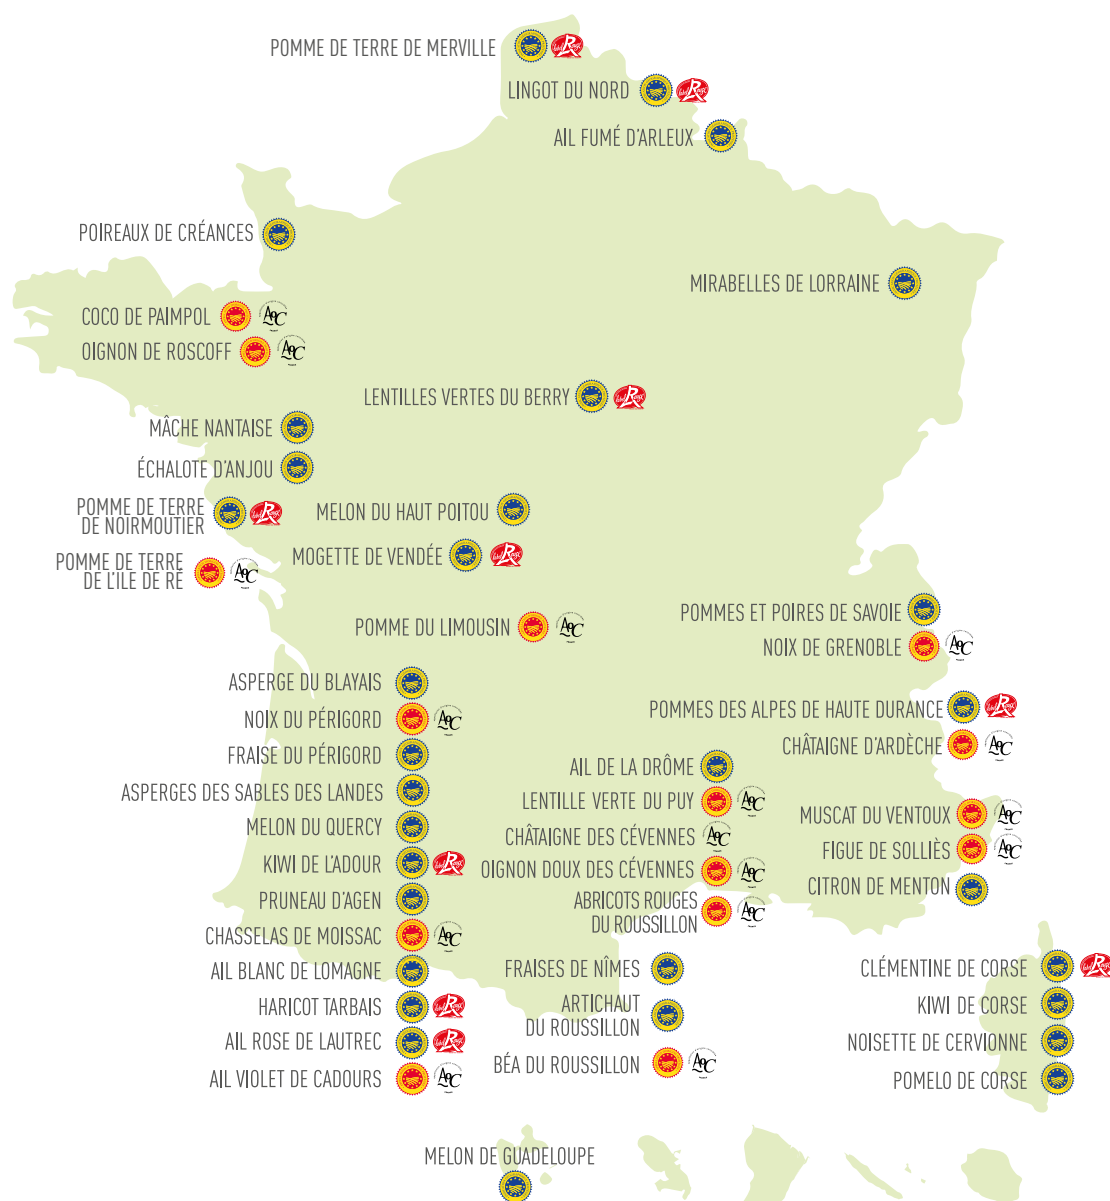 POMME DE TERRE DE MERVILLE
LINGOT DU NORD
AIL FUMÉ D'ARLEUX
POIREAUX DE CRÉANCES
MIRABELLES DE LORRAINE
COCO DE PAIMPOL
OIGNON DE ROSCOFF
LENTILLES VERTES DU BERRY
MÂCHE NANTAISE
ÉCHALOTE D'ANJOU
POMME DE TERRE
DE NOIRMOUTIER
MELON DU HAUT POITOU
MOGETTE DE VENDÉE
POMME DE TERRE
DE L'ILE DE RÉ
POMMES ET POIRES DE SAVOIE
POMME DU LIMOUSIN
NOIX DE GRENOBLE
ASPERGE DU BLAYAIS
NOIX DU PÉRIGORD
FRAISE DU PÉRIGORD
ASPERGES DES SABLES DES LANDES
MELON DU QUERCY
KIWI DE L'ADOUR
PRUNEAU D'AGEN
CHASSELAS DE MOISSAC
AIL BLANC DE LOMAGNE
HARICOT TARBAIS
AIL ROSE DE LAUTREC
AIL VIOLET DE CADOURS
POMMES DES ALPES DE HAUTE DURANCE
CHÂTAIGNE D'ARDÈCHE
AIL DE LA DRÔME
LENTILLE VERTE DU PUY
CHÂTAIGNE DES CÉVENNES
OIGNON DOUX DES CÉVENNES
ABRICOTS ROUGES
DU ROUSSILLON
MUSCAT DU VENTOUX
FIGUE DE SOLLIÈS
CITRON DE MENTON
FRAISES DE NÎMES
ARTICHAUT
DU ROUSSILLON
BÉA DU ROUSSILLON
CLÉMENTINE DE CORSE
KIWI DE CORSE
NOISETTE DE CERVIONNE
POMELO DE CORSE
MELON DE GUADELOUPE